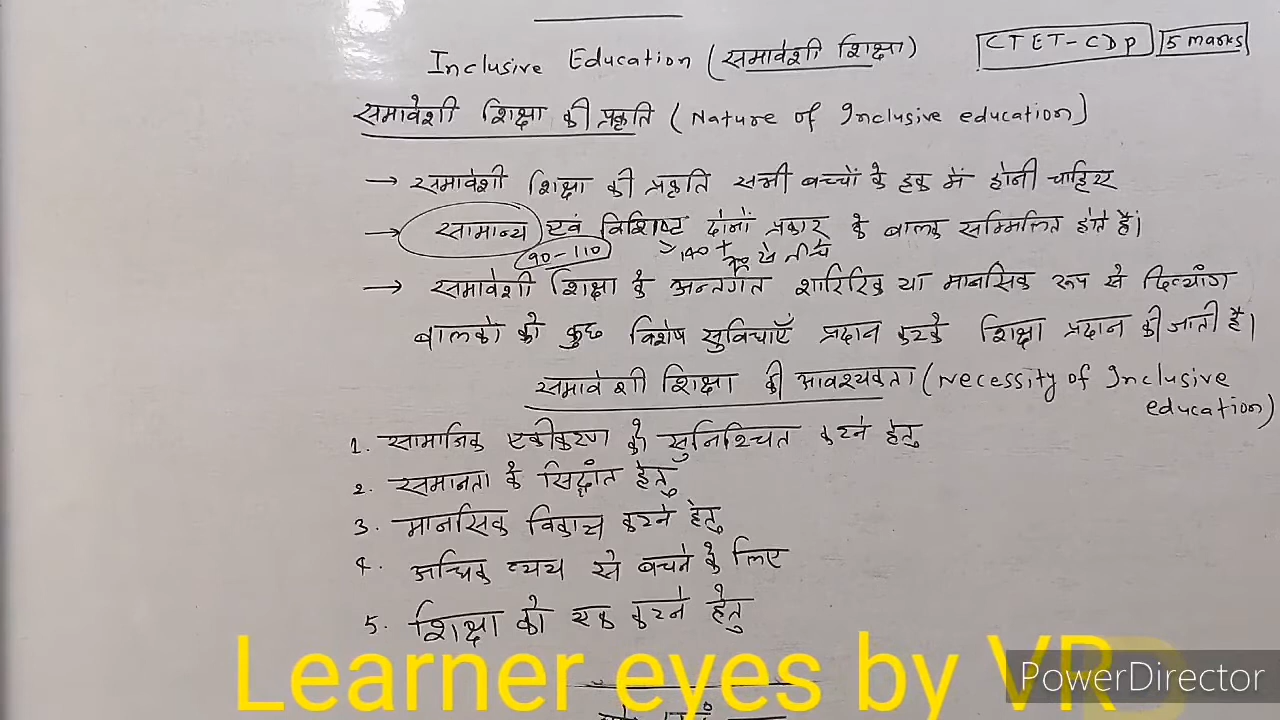 Inclusive Education (समावेशी शिक्षा)
CTET-CDP 5 marks
समावेशी शिक्षा की प्रकृति (Nature of Inclusive education)
→ समावेशी शिक्षा की प्रकृति सभी बच्चों के हक में होनी चाहिए
→ सामान्य एवं विशिष्ट दोनों प्रकार के बालक सम्मिलित होते हैं।
90-110 से नीचे
→ समावेशी शिक्षा के अन्तर्गत शारिरिक या मानसिक रूप से दिव्यांग
बालकों को कुछ विशेष सुविधाएँ प्रदान करके शिक्षा प्रदान की जाती है।
समावेशी शिक्षा की आवश्यकता (Necessity of Inclusive
education)
1. सामाजिक एकीकरण को सुनिश्चित करने हेतु
2. समानता के सिद्धांत हेतु
3. मानसिक विकास करने हेतु
4. अधिक व्यय से बचने के लिए
5. शिक्षा को एक करने हेतु
Learner eyes by VR
PowerDirector